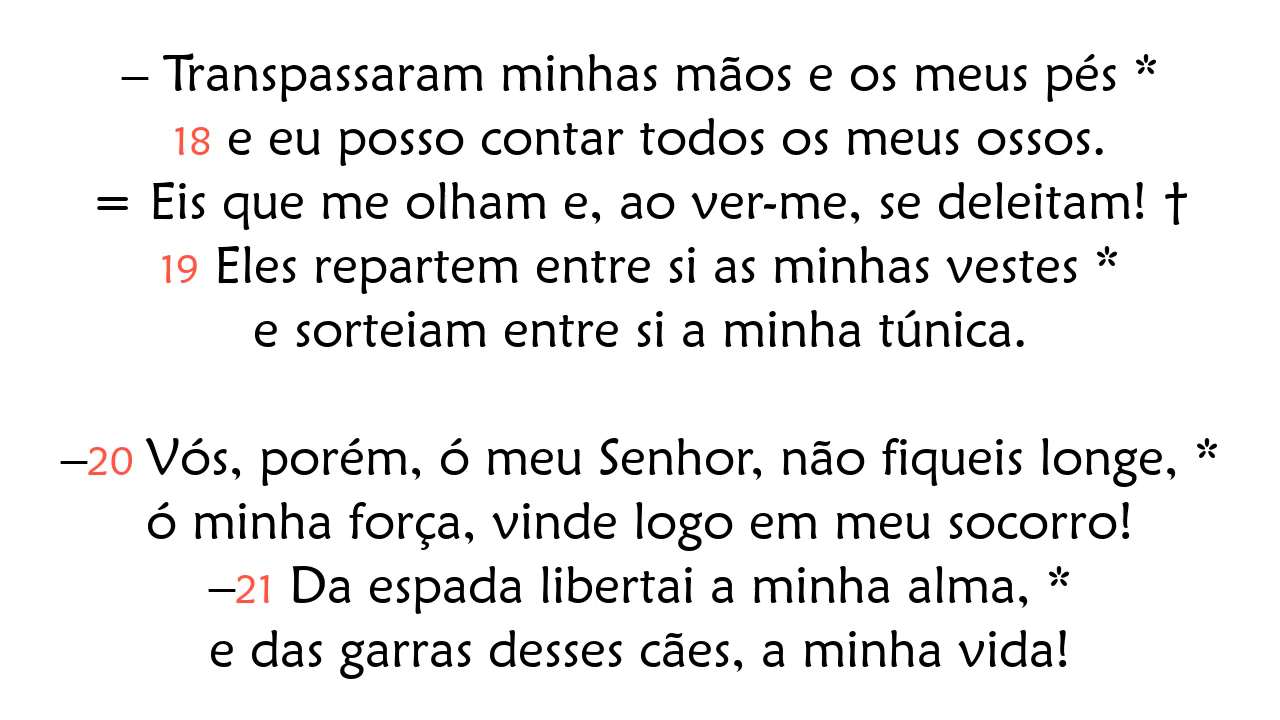 – Transpassaram minhas mãos e os meus pés *
18 e eu posso contar todos os meus ossos.
= Eis que me olham e, ao ver-me, se deleitam! †
19 Eles repartem entre si as minhas vestes *
e sorteiam entre si a minha túnica.
–20 Vós, porém, ó meu Senhor, não fiqueis longe, *
ó minha força, vinde logo em meu socorro!
–21 Da espada libertai a minha alma, *
e das garras desses cães, a minha vida!